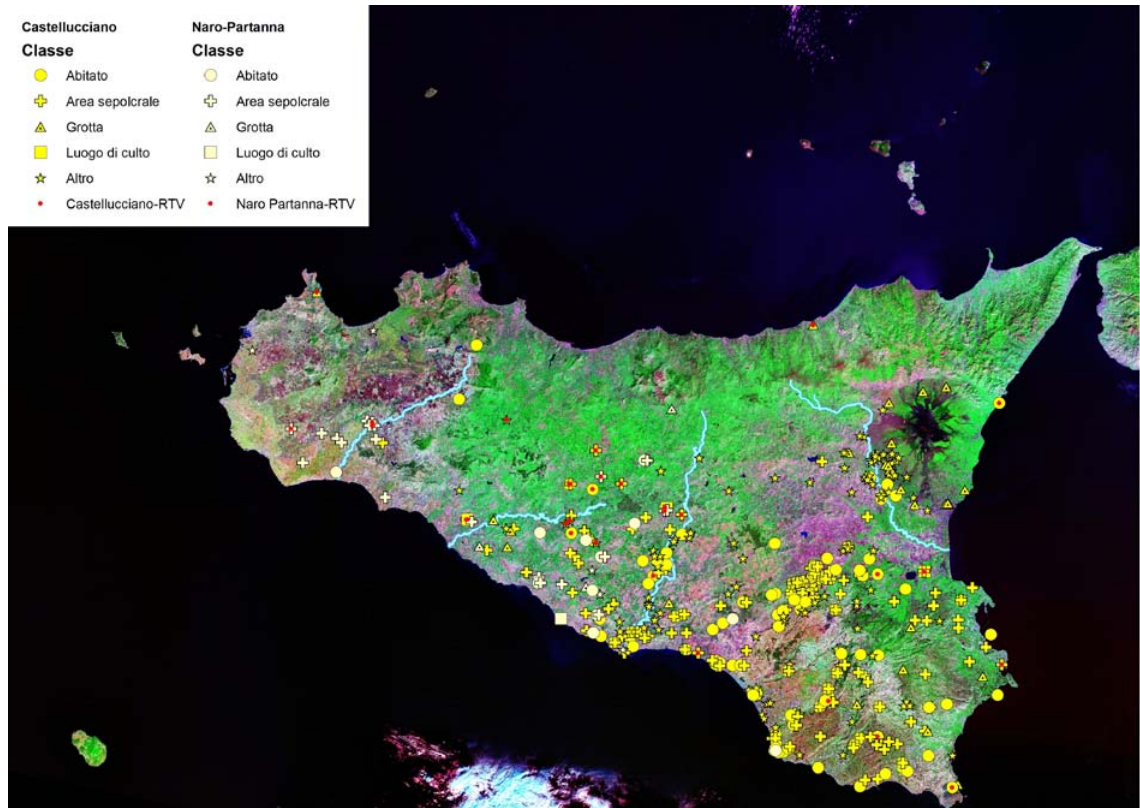 Castellucciano
Classe
Abitato
Area sepolcrale
Grotta
Luogo di culto
Altro
Castellucciano-RTV
Naro-Partanna
Classe
Abitato
Area sepolcrale
Grotta
Luogo di culto
Altro
Naro Partanna-RTV